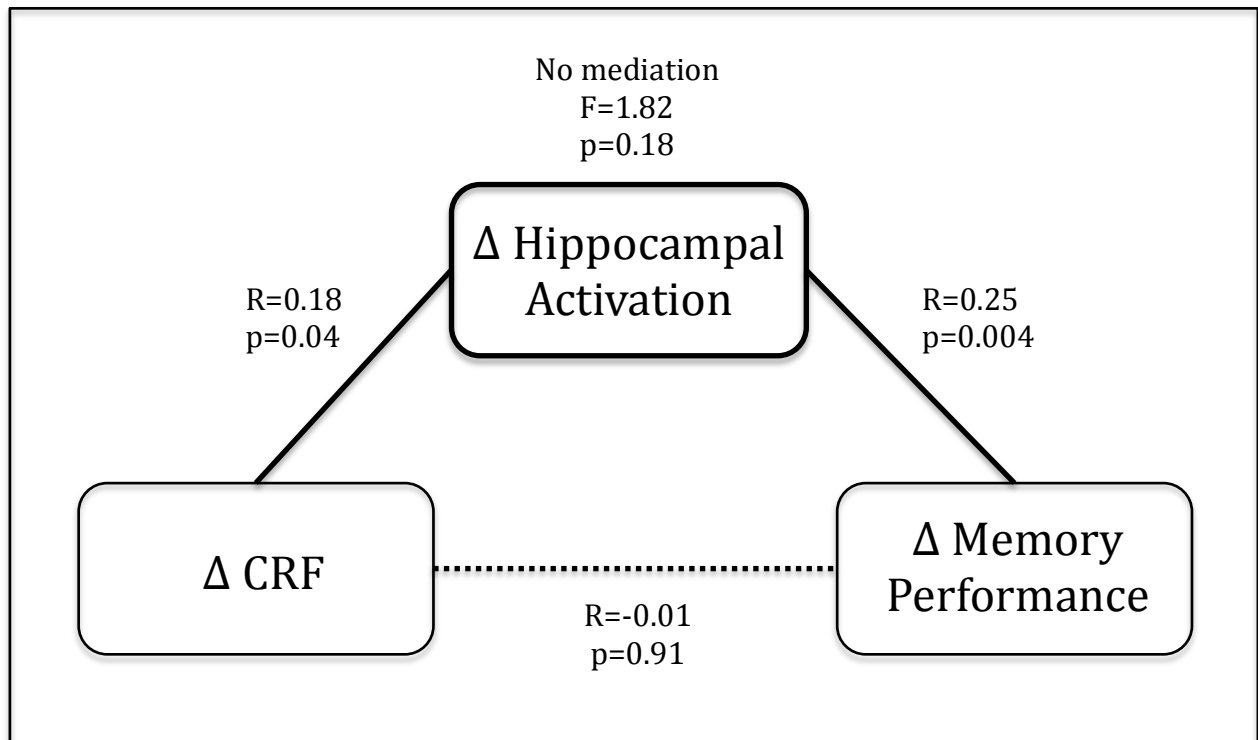 No mediation
F=1.82
p=0.18
Δ Hippocampal
Activation
R=0.18
p=0.04
R=0.25
p=0.004
Δ CRF
Δ Memory
Performance
R=-0.01
p=0.91